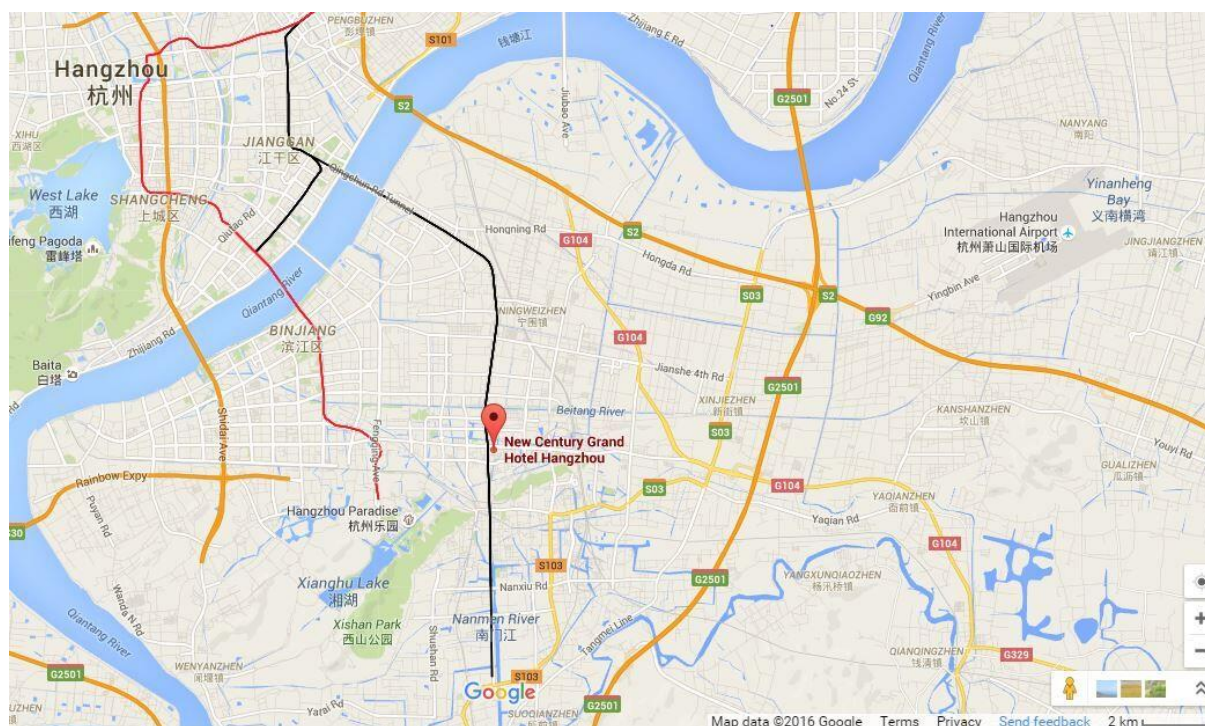 PENGBUZHEN
彭埠镇
S101
钱塘江
Zhijiang E Rd
Qiantang River
Hangzhou
杭州
S2
Jiubao Ave
G2501
No.24 St
NANYANG
南阳
XIHU
西湖区
JIANGGAN
江干区
Qingchun Rd Tunnel
West Lake
西湖
SHANGCHENG
上城区
Qiutao Rd
Yinanheng
Bay
义南横湾
Hangzhou
International Airport
杭州萧山国际机场
JINGJIANGZHEN
靖江镇
ifeng Pagoda
雷峰塔
Hongning Rd
G104
S2
Hongda Rd
S03
S2
Yingbin Ave
G92
Qiantang River
NINGWEIZHEN
宁围镇
BINJIANG
滨江区
Zhijiang Rd
G104
Baita
白塔
Jianshe 4th Rd
G2501
XINJIEZHEN
新街镇
KANSHANZHEN
坎山镇
Beitang River
S03
Shidai Ave
Fengqing Ave
New Century Grand
Hotel Hangzhou
Youyi Rd
GUALIZHEN
瓜沥镇
Rainbow Expy
S03
G104
YAQIANZHEN
衙前镇
Puyan Rd
Hangzhou Paradise
杭州乐园
Yaqian Rd
G30
G104
S103
Xianghu Lake
湘湖
Nanxiu Rd
G2501
YANGXUNQIAOZHEN
杨汛桥镇
Wanda N Rd
Xishan Park
西山公园
Nanmen River
南门江
Qiantang River
Shushan Rd
Tangmei Line
QIANQINGZHEN
钱清镇
G329
WENYANZHEN
闻堰镇
G2501
S103
Google
G2501
Yarai Rd
SUOQIANZHEN
Map data ©2016 Google Terms Privacy Send feedback 2 km